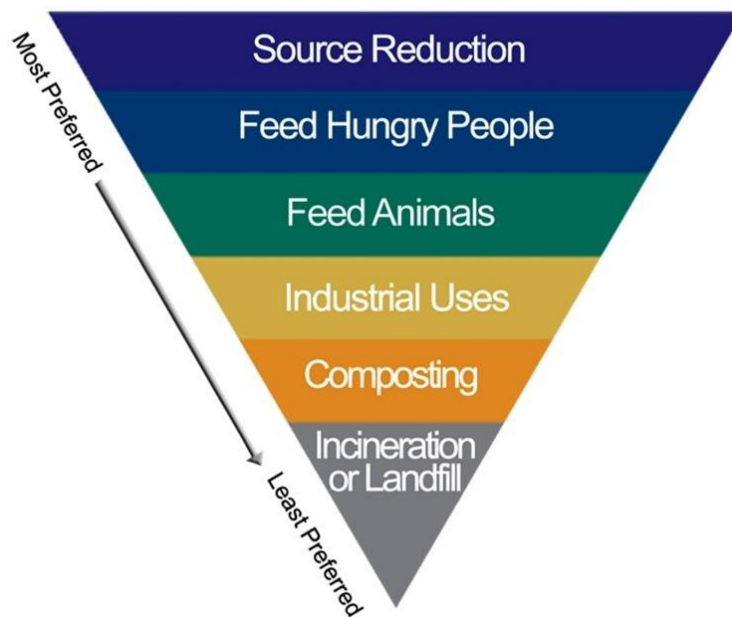 Most Preferred
Source Reduction
Feed Hungry People
Feed Animals
Industrial Uses
Composting
Incineration
or Landfill
Least Preferred